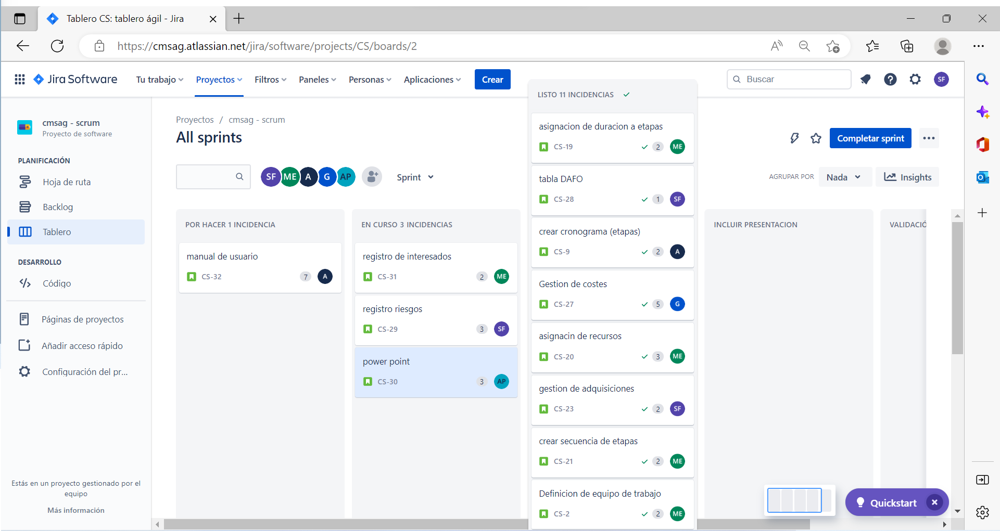 Tablero CS: tablero ágil - Jira
https://cmsag.atlassian.net/jira/software/projects/CS/boards/2
Jira Software
Tu trabajo
Proyectos
Filtros
Paneles
Personas
Aplicaciones
Crear
Buscar
SF
cmsag - scrum
Proyecto de software
PLANIFICACIÓN
Hoja de ruta
Backlog
Tablero
DESARROLLO
Código
Páginas de proyectos
Añadir acceso rápido
Configuración del pr...
Estás en un proyecto gestionado por el
equipo
Más información
Proyectos / cmsag - scrum
All sprints
Completar sprint
SF ME A G AP
Sprint
AGRUPAR POR
Nada
Insights
POR HACER 1 INCIDENCIA
manual de usuario
CS-32 7 A
EN CURSO 3 INCIDENCIAS
registro de interesados
CS-31 2 ME
registro riesgos
CS-29 3 SF
power point
CS-30 3 AP
LISTO 11 INCIDENCIAS
asignacion de duracion a etapas
CS-19 2 ME
tabla DAFO
CS-28 1 SF
crear cronograma (etapas)
CS-9 2 A
Gestion de costes
CS-27 5 G
asignacin de recursos
CS-20 3 ME
gestion de adquisiciones
CS-23 2 SF
crear secuencia de etapas
CS-21 2 ME
Definicion de equipo de trabajo
CS-2 2 ME
INCLUIR PRESENTACION
VALIDACIÓ
Quickstart